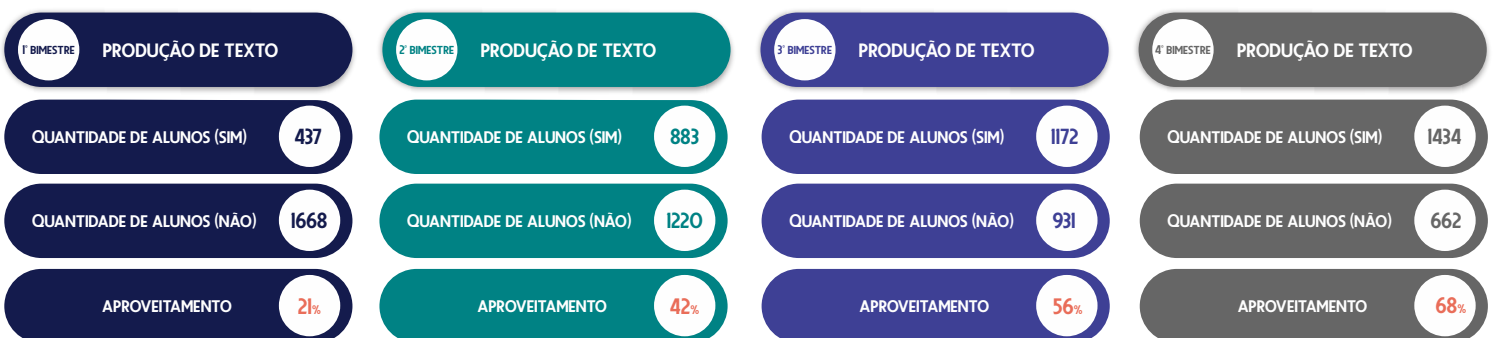 1º BIMESTRE PRODUÇÃO DE TEXTO
QUANTIDADE DE ALUNOS (SIM) 437
QUANTIDADE DE ALUNOS (NÃO) 1668
APROVEITAMENTO 21%
2º BIMESTRE PRODUÇÃO DE TEXTO
QUANTIDADE DE ALUNOS (SIM) 883
QUANTIDADE DE ALUNOS (NÃO) 1220
APROVEITAMENTO 42%
3º BIMESTRE PRODUÇÃO DE TEXTO
QUANTIDADE DE ALUNOS (SIM) 1172
QUANTIDADE DE ALUNOS (NÃO) 931
APROVEITAMENTO 56%
4º BIMESTRE PRODUÇÃO DE TEXTO
QUANTIDADE DE ALUNOS (SIM) 1434
QUANTIDADE DE ALUNOS (NÃO) 662
APROVEITAMENTO 68%